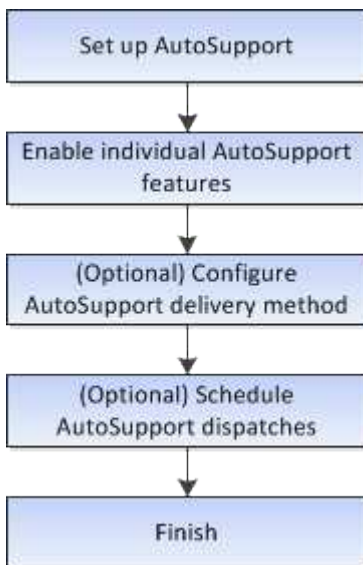 Set up AutoSupport
Enable individual AutoSupport
features
(Optional) Configure
AutoSupport delivery method
(Optional) Schedule
AutoSupport dispatches
Finish